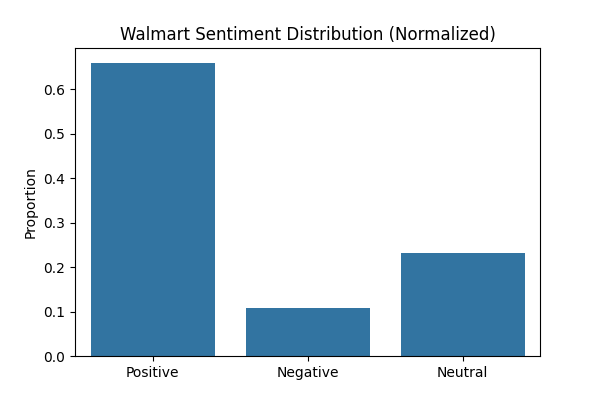 Walmart Sentiment Distribution (Normalized)
Proportion
0.6
0.5
0.4
0.3
0.2
0.1
0.0
Positive Negative Neutral